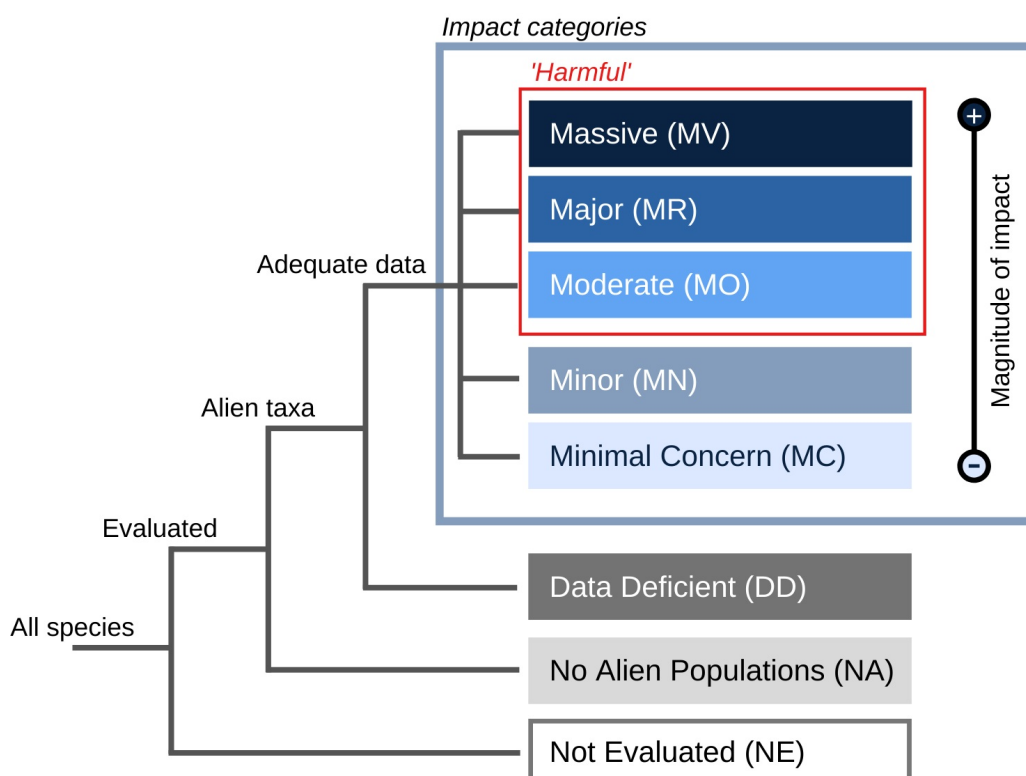 Impact categories
'Harmful'
Massive (MV)
+
Major (MR)
Magnitude of impact
Adequate data
Moderate (MO)
Minor (MN)
Alien taxa
Minimal Concern (MC)
-
Evaluated
Data Deficient (DD)
All species
No Alien Populations (NA)
Not Evaluated (NE)